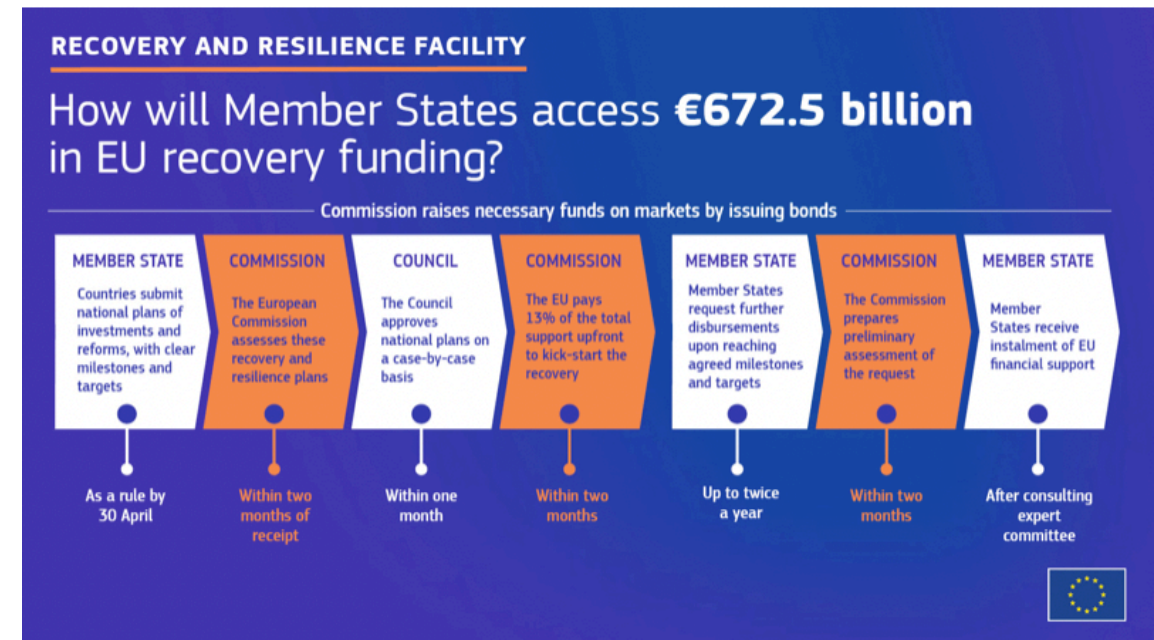 RECOVERY AND RESILIENCE FACILITY
How will Member States access €672.5 billion
in EU recovery funding?
Commission raises necessary funds on markets by issuing bonds
MEMBER STATE
Countries submit
national plans of
investments and
reforms, with clear
milestones and
targets
As a rule by
30 April
COMMISSION
The European
Commission
assesses these
recovery and
resilience plans
Within two
months of
receipt
COUNCIL
The Council
approves
national plans on
a case-by-case
basis
Within one
month
COMMISSION
The EU pays
13% of the total
support upfront
to kick-start the
recovery
Within two
months
MEMBER STATE
Member States
request further
disbursements
upon reaching
agreed milestones
and targets
Up to twice
a year
COMMISSION
The Commission
prepares
preliminary
assessment of
the request
Within two
months
MEMBER STATE
Member
States receive
instalment of EU
financial support
After consulting
expert
committee